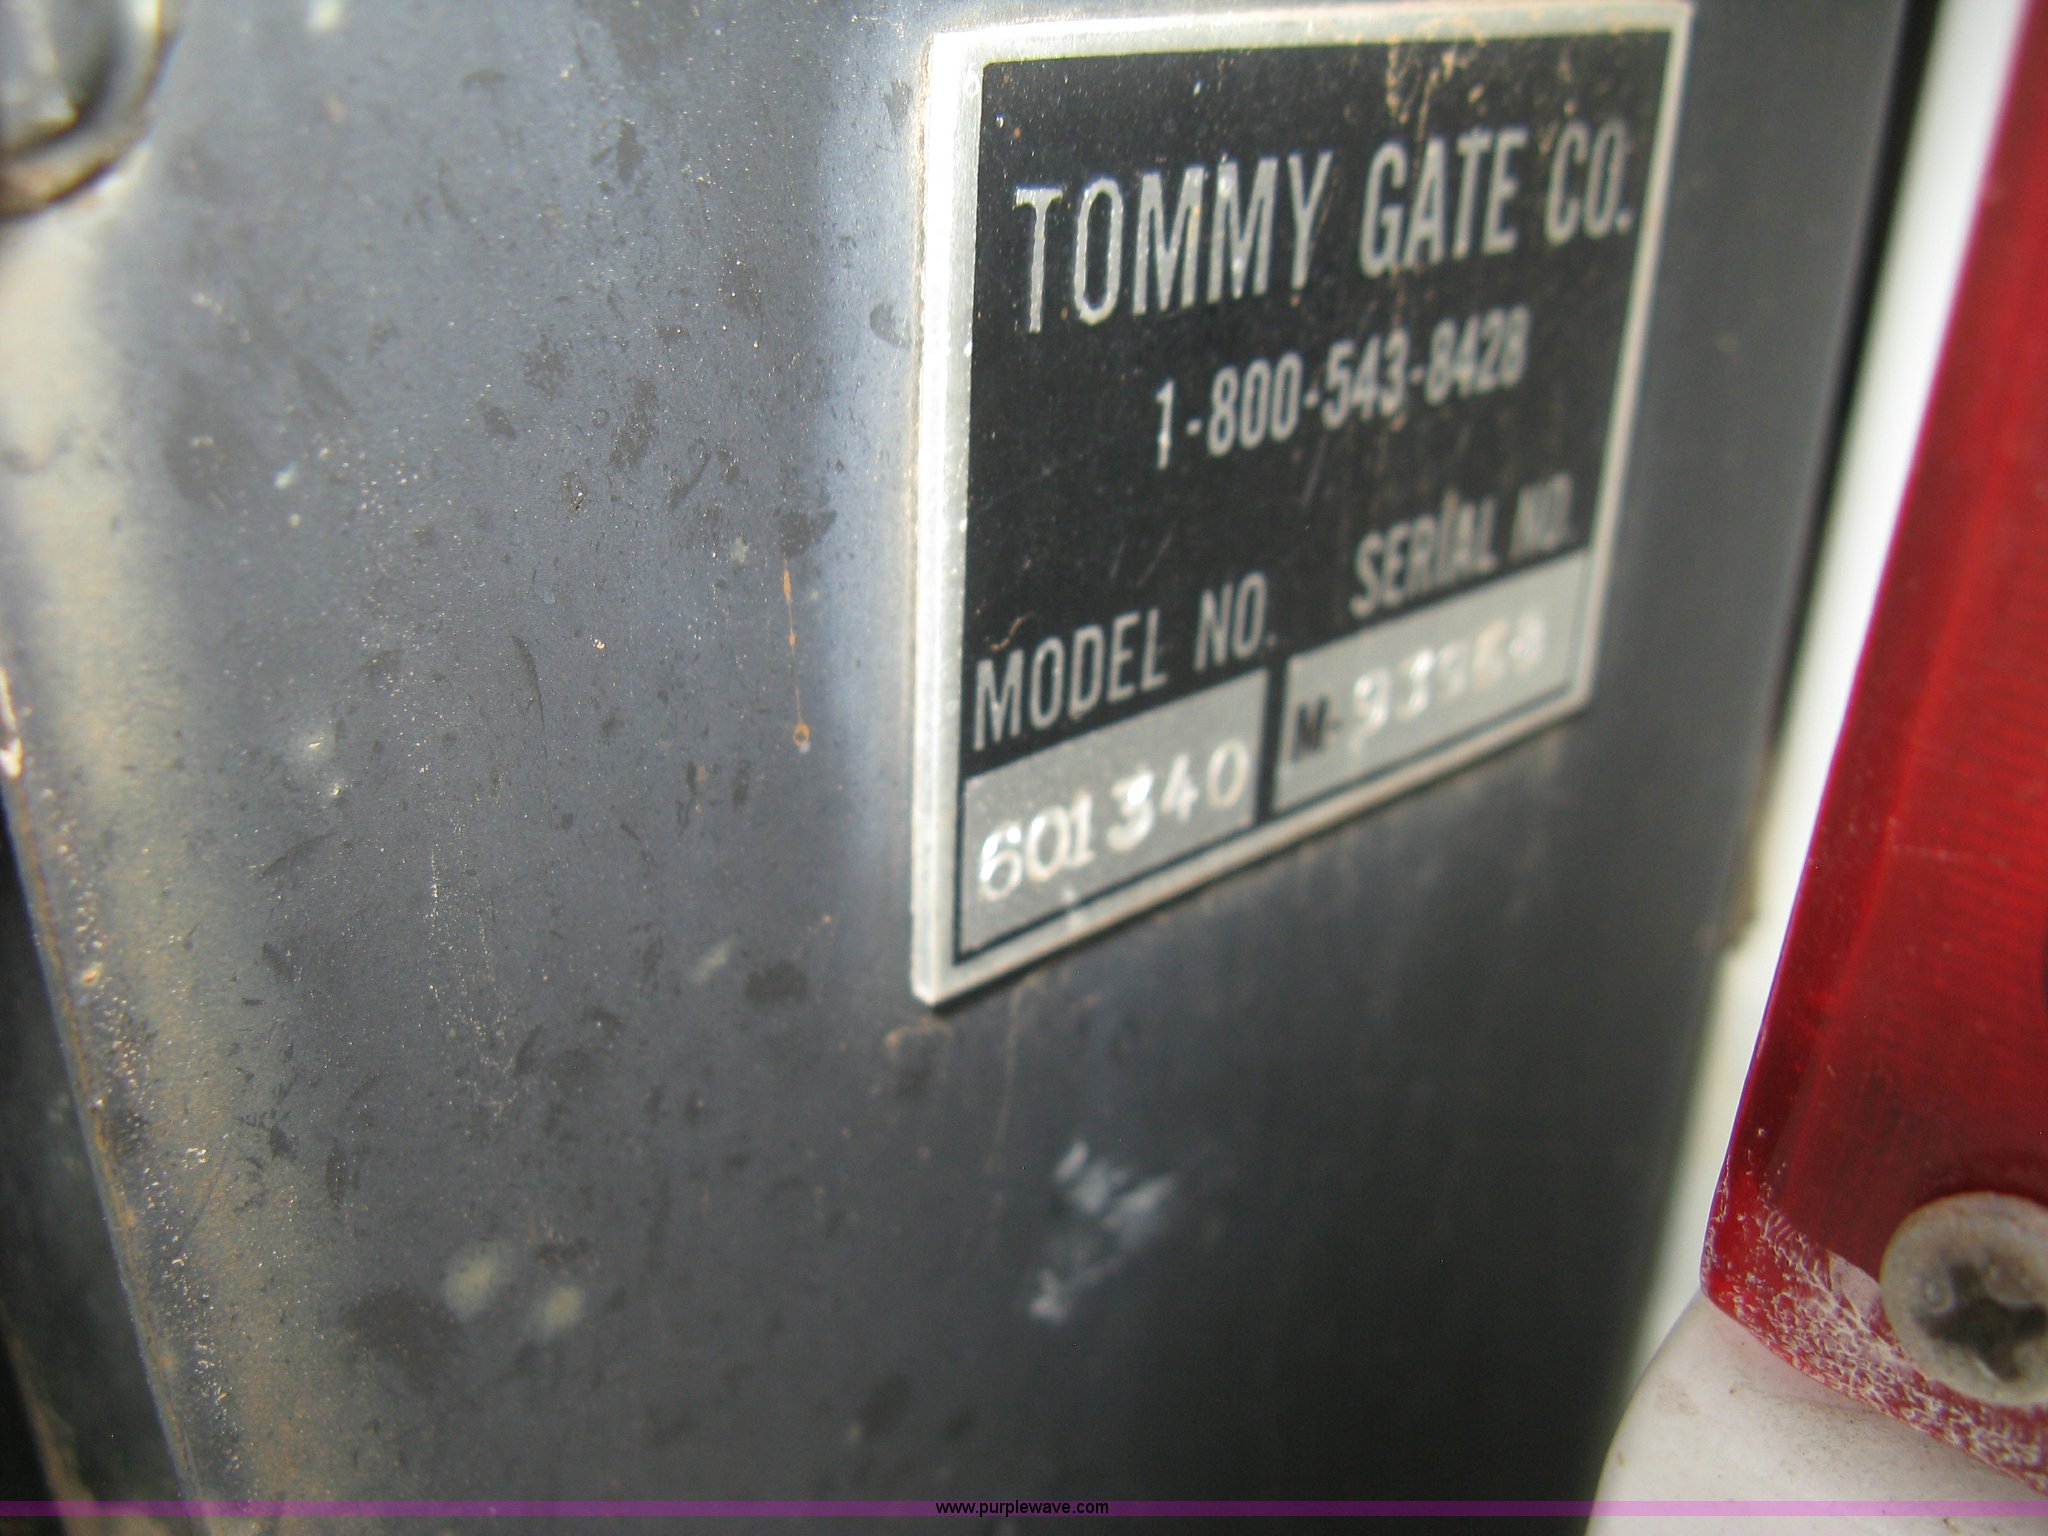 TOMMY GATE CO.
1-800-543-8428
MODEL NO. SERIAL NO.
601340
www.purplewave.com